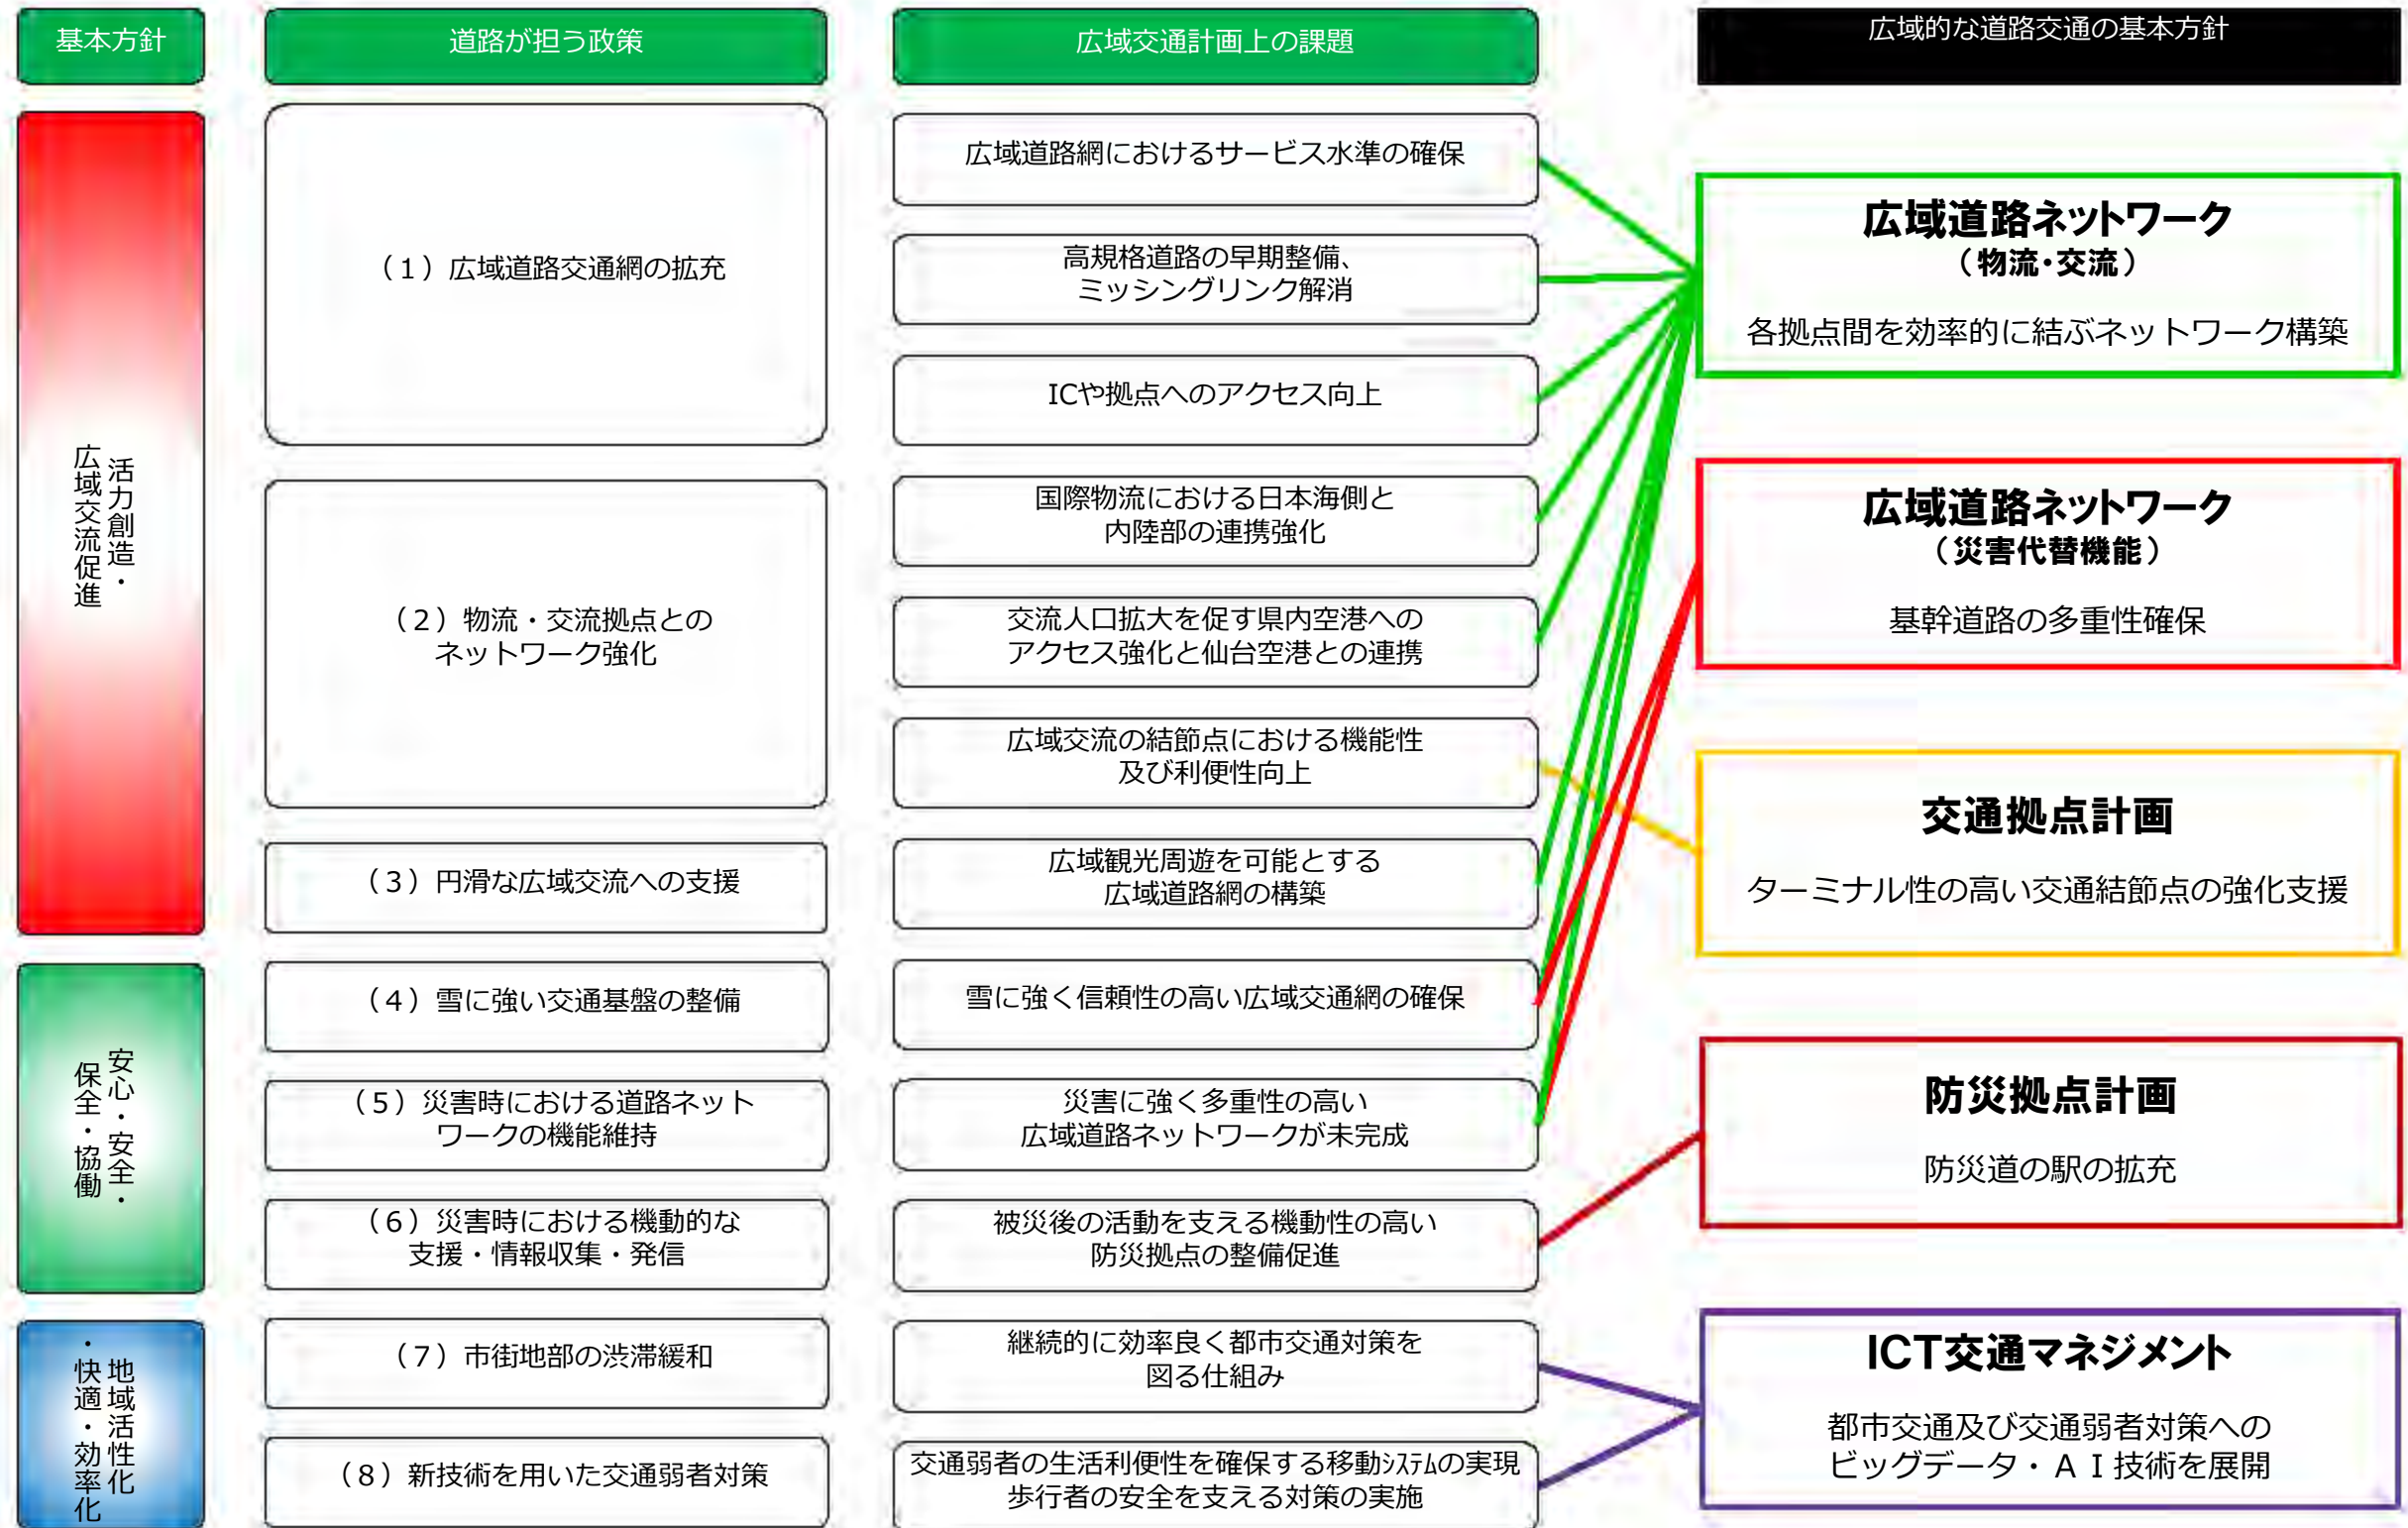 基本方針
道路が担う政策
広域交通計画上の課題
広域的な道路交通の基本方針
活力創造・
広域交流促進
安心・安全・
保全・協働
地域活性化
・快適・効率化
（１）広域道路交通網の拡充
（２）物流・交流拠点との
ネットワーク強化
（３）円滑な広域交流への支援
（４）雪に強い交通基盤の整備
（５）災害時における道路ネット
ワークの機能維持
（６）災害時における機動的な
支援・情報収集・発信
（７）市街地部の渋滞緩和
（８）新技術を用いた交通弱者対策
広域道路網におけるサービス水準の確保
高規格道路の早期整備、
ミッシングリンク解消
ICや拠点へのアクセス向上
国際物流における日本海側と
内陸部の連携強化
交流人口拡大を促す県内空港への
アクセス強化と仙台空港との連携
広域交流の結節点における機能性
及び利便性向上
広域観光周遊を可能とする
広域道路網の構築
雪に強く信頼性の高い広域交通網の確保
災害に強く多重性の高い
広域道路ネットワークが未完成
被災後の活動を支える機動性の高い
防災拠点の整備促進
継続的に効率良く都市交通対策を
図る仕組み
交通弱者の生活利便性を確保する移動ｼｽﾃﾑの実現
歩行者の安全を支える対策の実施
広域道路ネットワーク
（物流・交流）
各拠点間を効率的に結ぶネットワーク構築
広域道路ネットワーク
（災害代替機能）
基幹道路の多重性確保
交通拠点計画
ターミナル性の高い交通結節点の強化支援
防災拠点計画
防災道の駅の拡充
ICT交通マネジメント
都市交通及び交通弱者対策への
ビッグデータ・ＡＩ技術を展開